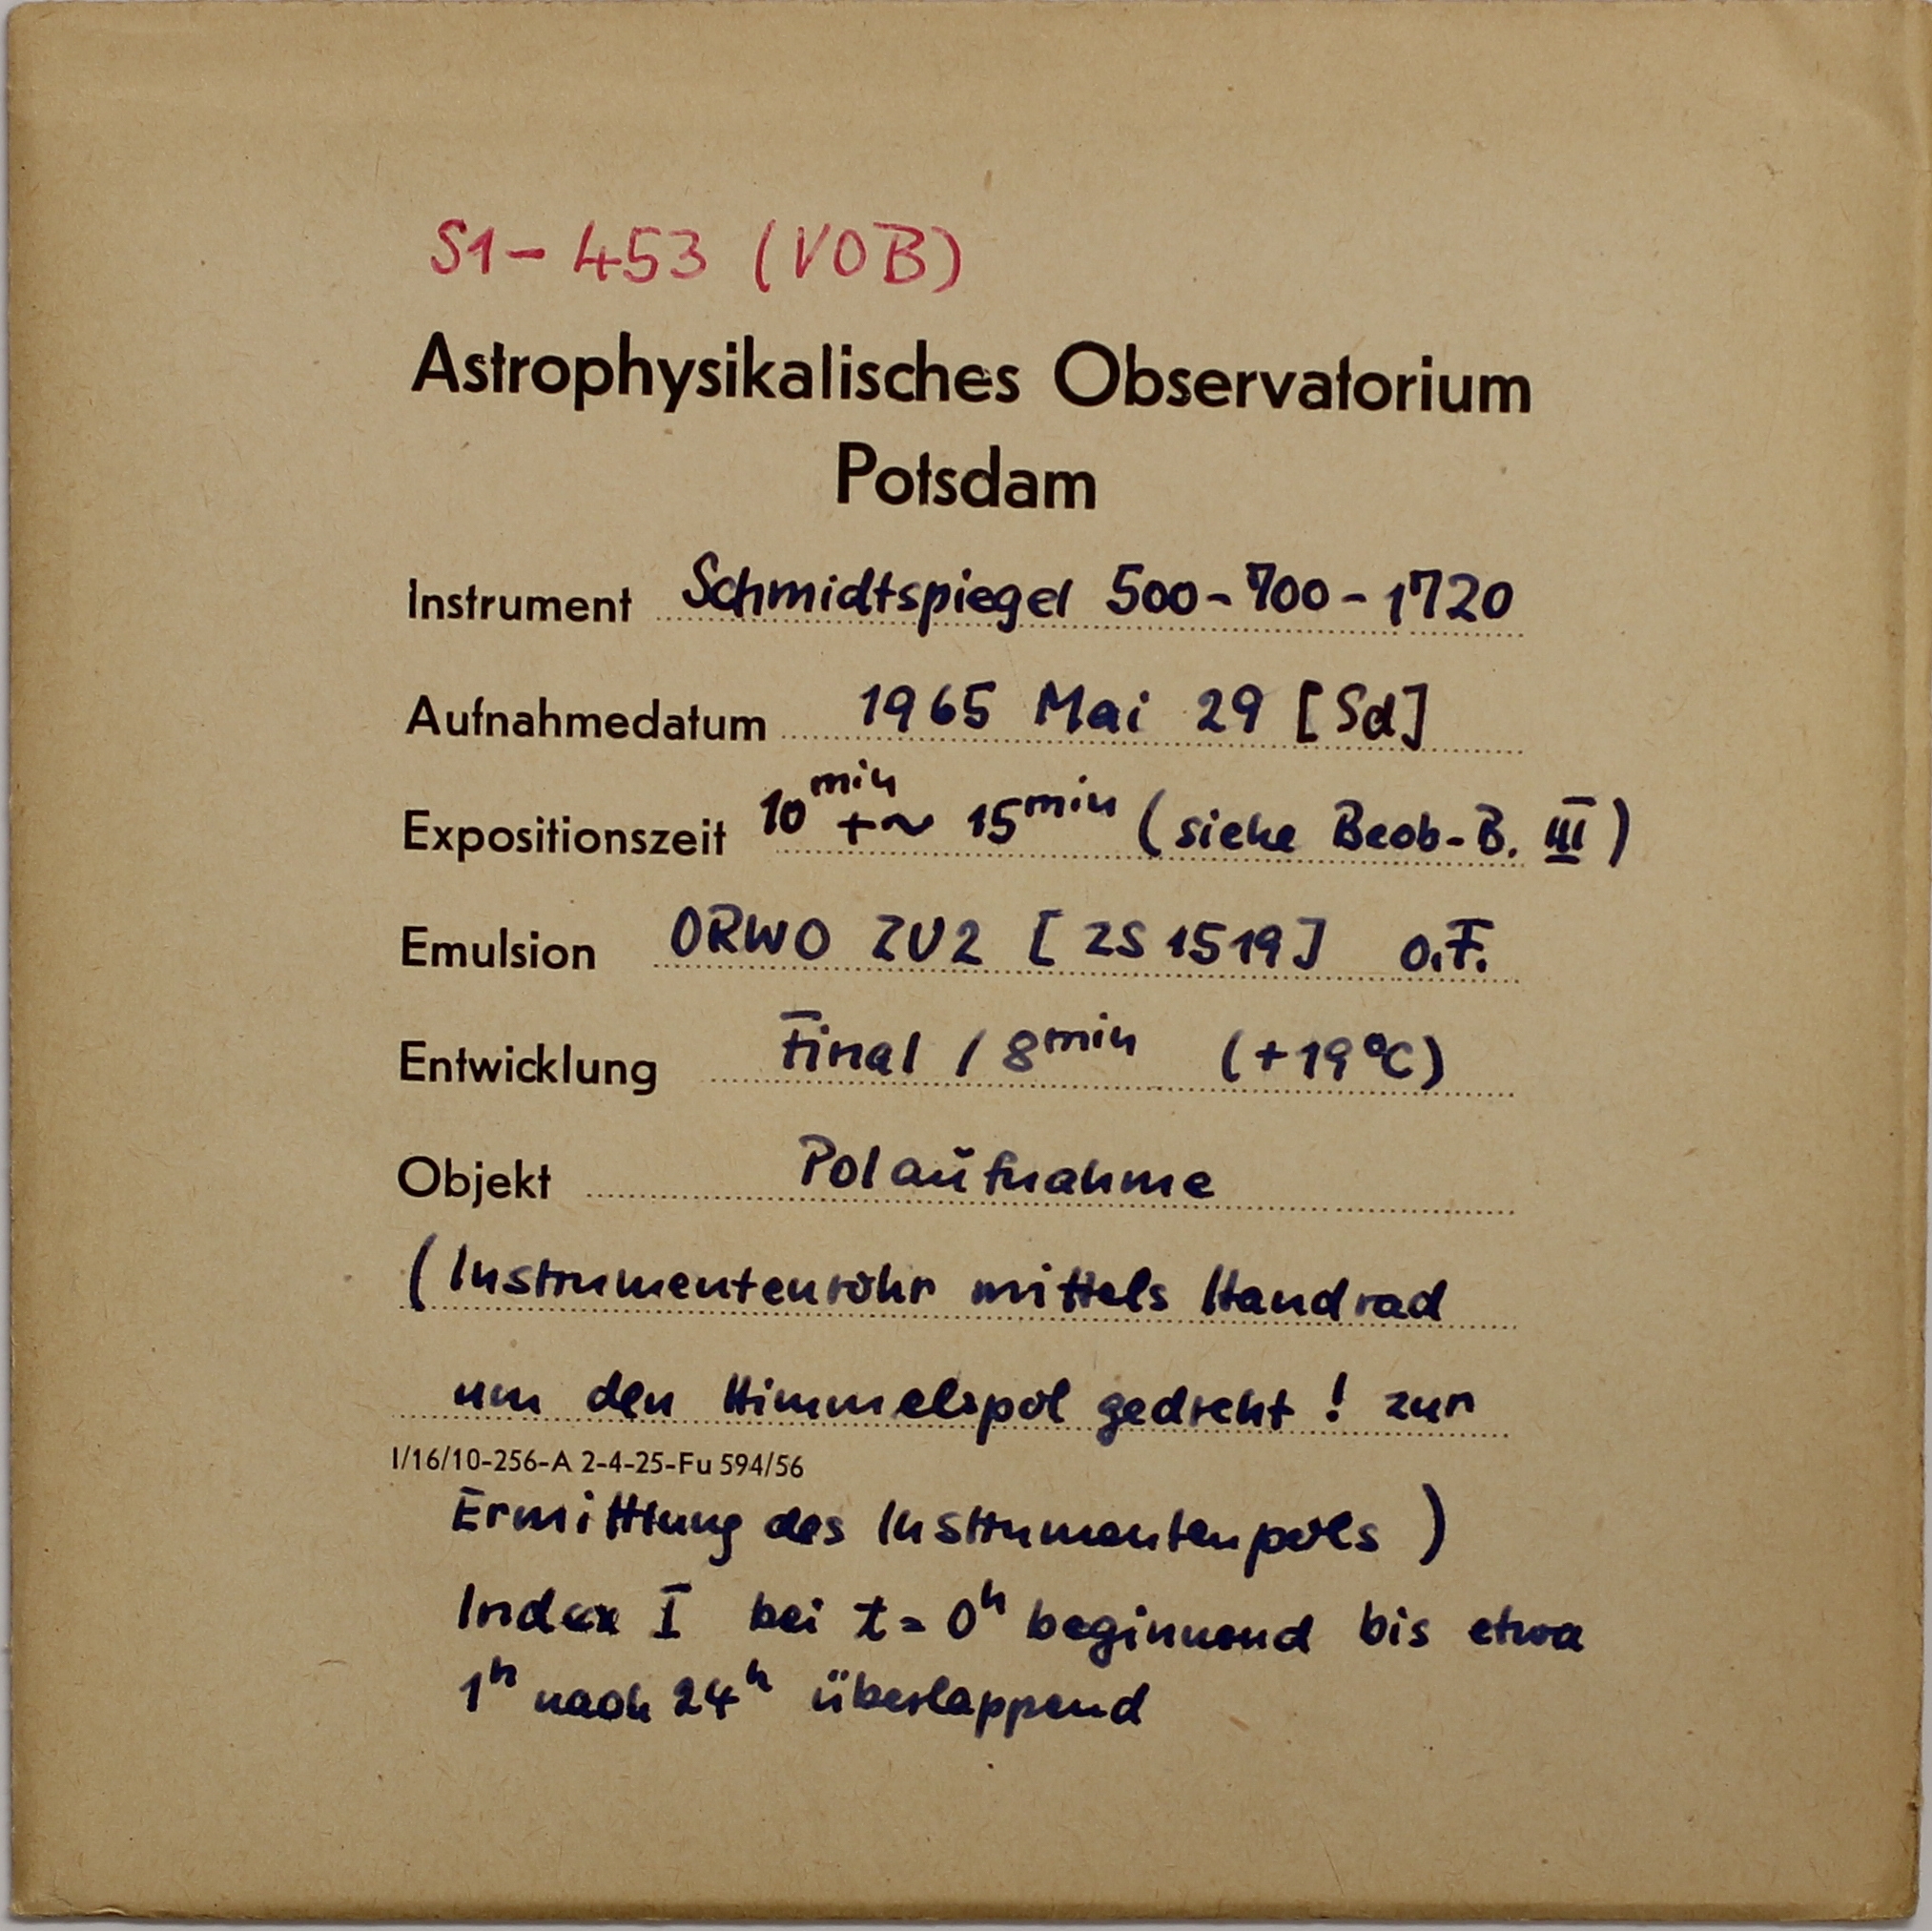 S1-453 (VOB)
Astrophysikalisches Observatorium
Potsdam
Instrument Schmidtspiegel 500-700-1720
Aufnahmedatum 1965 Mai 29 [Sd]
Expositionszeit 10min + ~ 15min (siehe Beob-B. III)
Emulsion ORWO ZU2 [ZS 1519] o.F.
Entwicklung Final / 8min (+19°C)
Objekt Polaufnahme
(Instrumentenrohr mittels Handrad
um den Himmelspol gedreht! zur
I/16/10-256-A 2-4-25-Fu 594/56
Ermittlung des Instrumentenpols)
Index I bei t=0h beginnend bis etwa
1h nach 24h überlappend